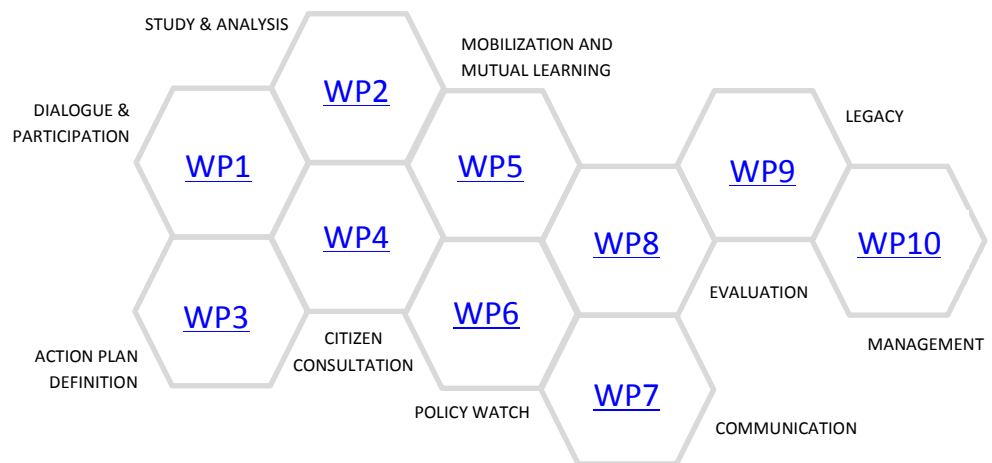 STUDY & ANALYSIS
MOBILIZATION AND
MUTUAL LEARNING
WP2
DIALOGUE &
PARTICIPATION
LEGACY
WP1
WP5
WP9
WP4
WP8
WP10
WP3
WP6
EVALUATION
CITIZEN
CONSULTATION
MANAGEMENT
ACTION PLAN
DEFINITION
WP7
POLICY WATCH
COMMUNICATION